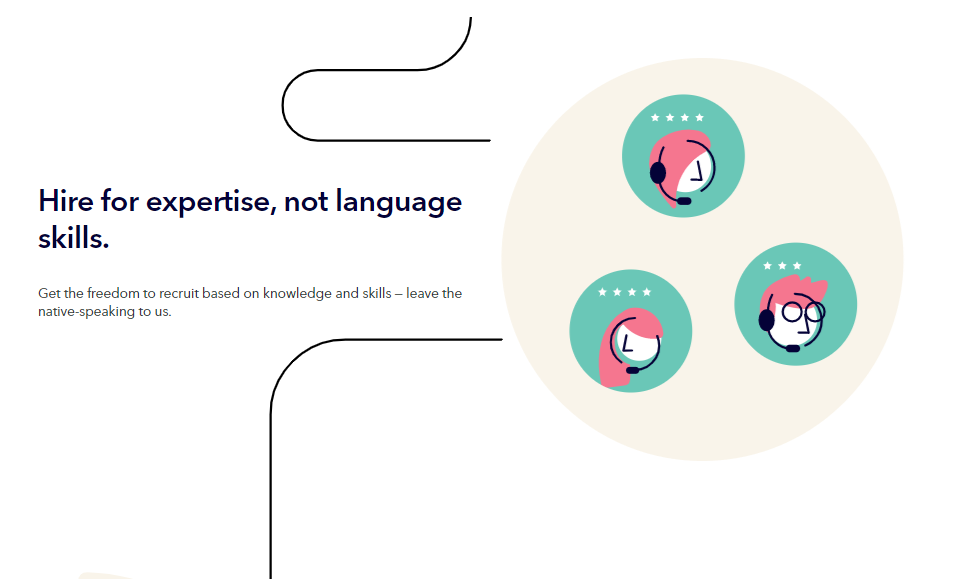 Hire for expertise, not language
skills.
Get the freedom to recruit based on knowledge and skills – leave the
native-speaking to us.